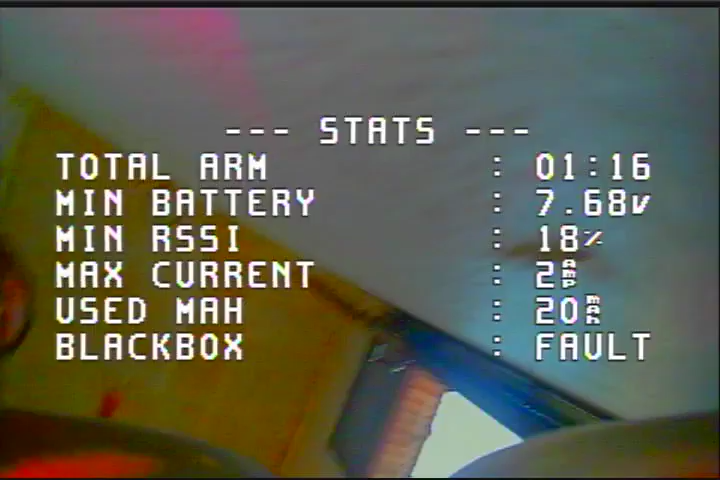 --- STATS ---
TOTAL ARM : 01:16
MIN BATTERY : 7.68V
MIN RSSI : 18%
MAX CURRENT : 2AMP
USED MAH : 20MAH
BLACKBOX : FAULT